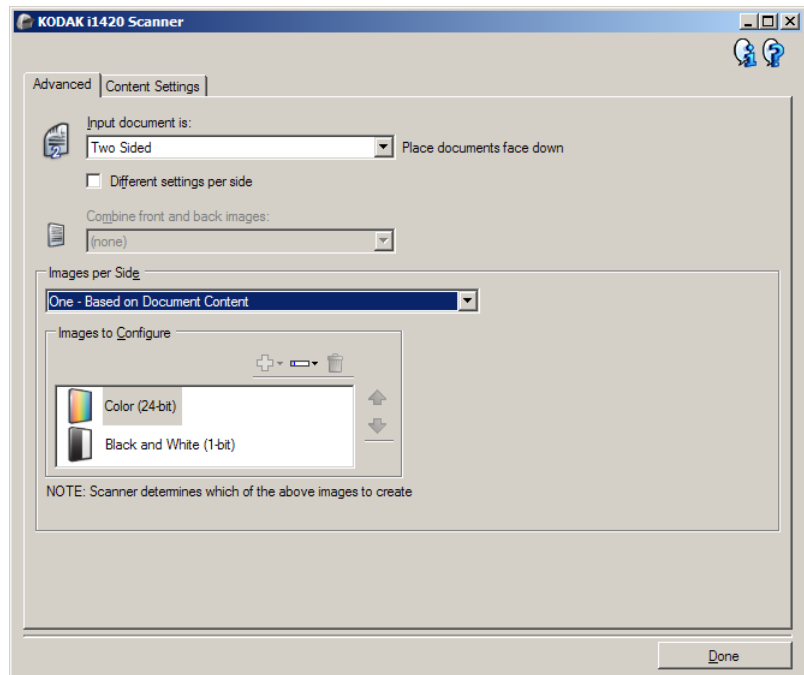 KODAK i1420 Scanner
Advanced
Content Settings
Input document is:
Two Sided
Place documents face down
Different settings per side
Combine front and back images:
(none)
Images per Side
One - Based on Document Content
Images to Configure
Color (24-bit)
Black and White (1-bit)
NOTE: Scanner determines which of the above images to create
Done